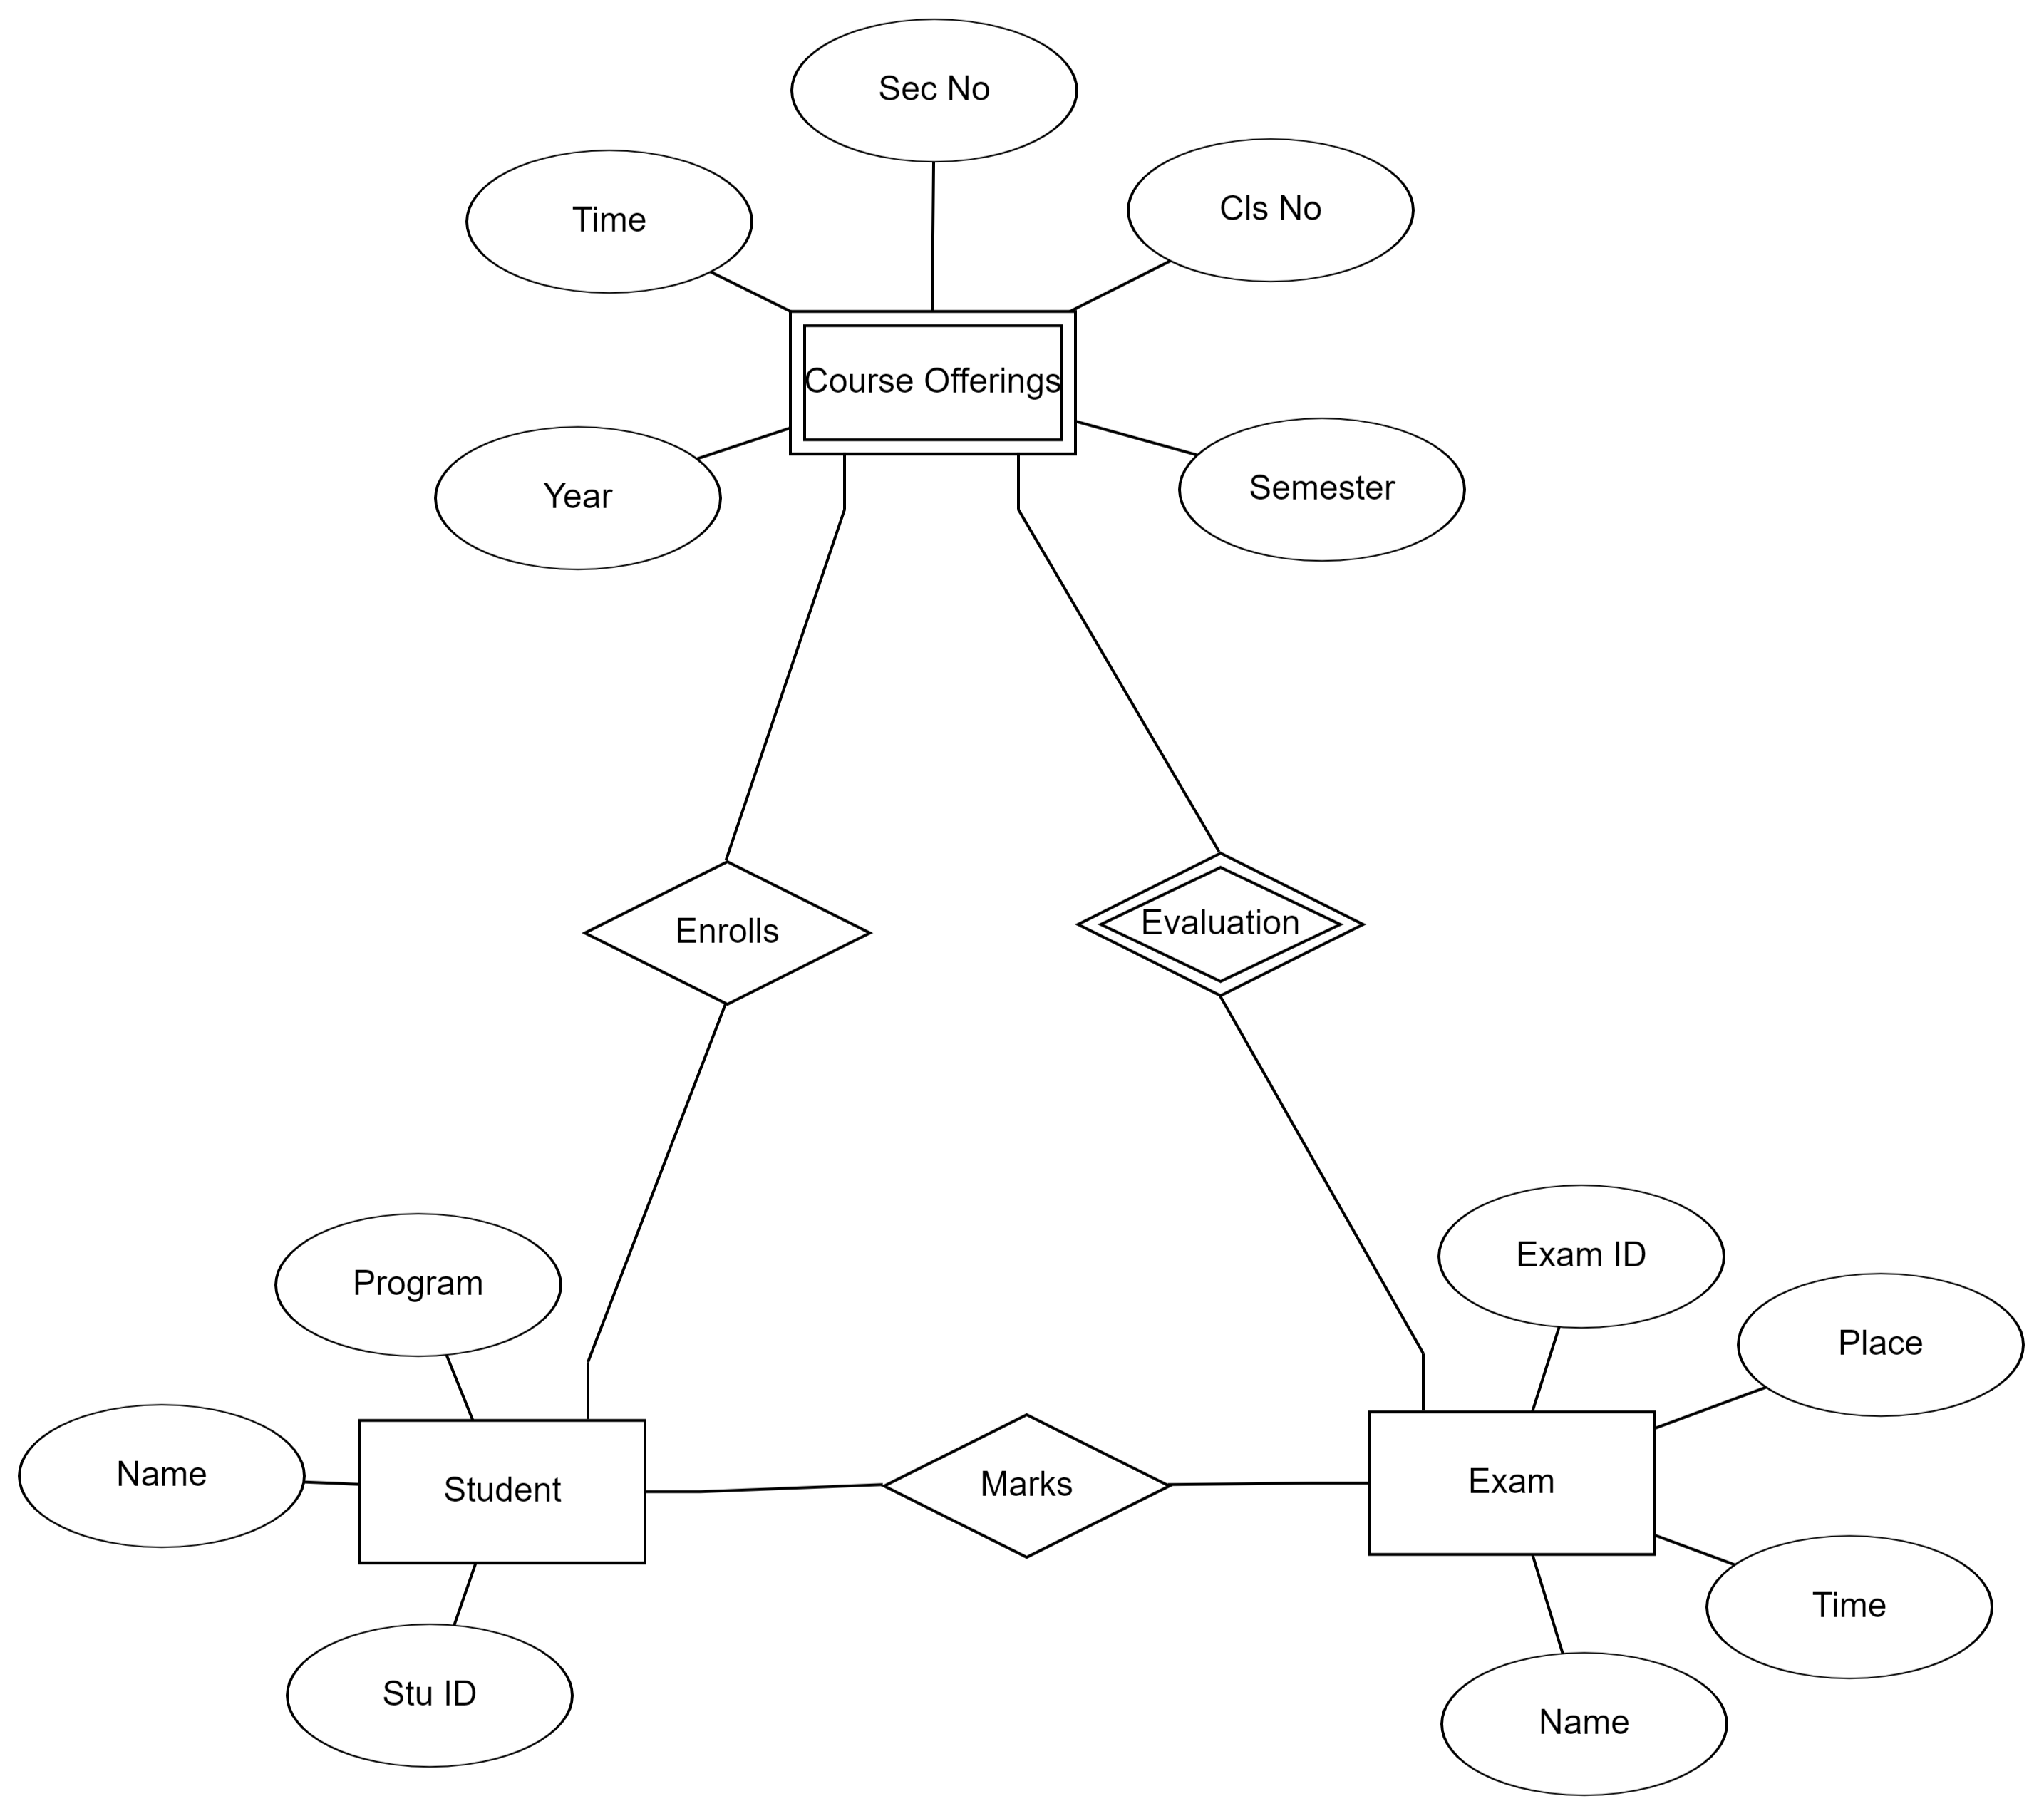 Sec No
Time
Cls No
Course Offerings
Year
Semester
Enrolls
Evaluation
Program
Exam ID
Place
Name
Student
Marks
Exam
Time
Stu ID
Name